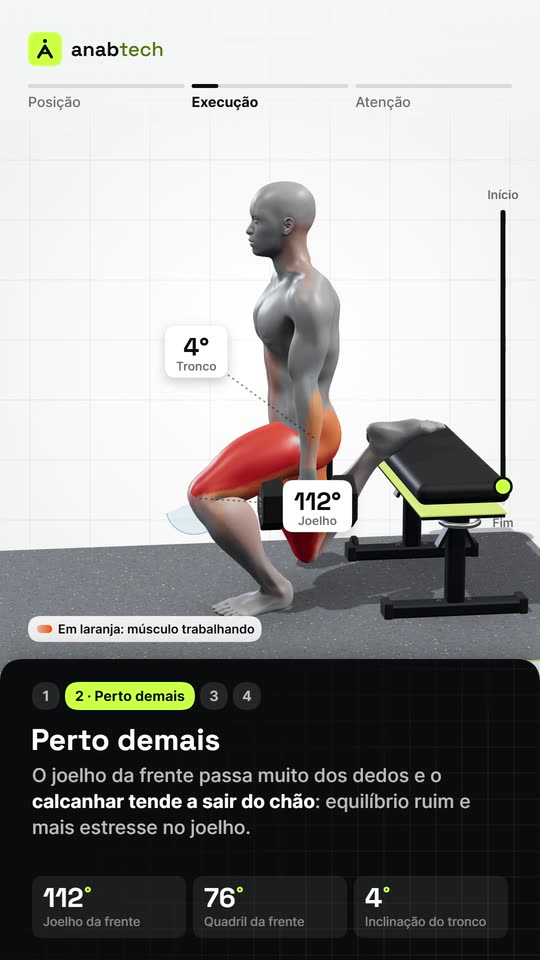 anabtech
Posição
Execução
Atenção
Início
4°
Tronco
112°
Joelho
Fim
Em laranja: músculo trabalhando
1
2 · Perto demais
3
4
Perto demais
O joelho da frente passa muito dos dedos e o
calcanhar tende a sair do chão: equilíbrio ruim e
mais estresse no joelho.
112°
Joelho da frente
76°
Quadril da frente
4°
Inclinação do tronco